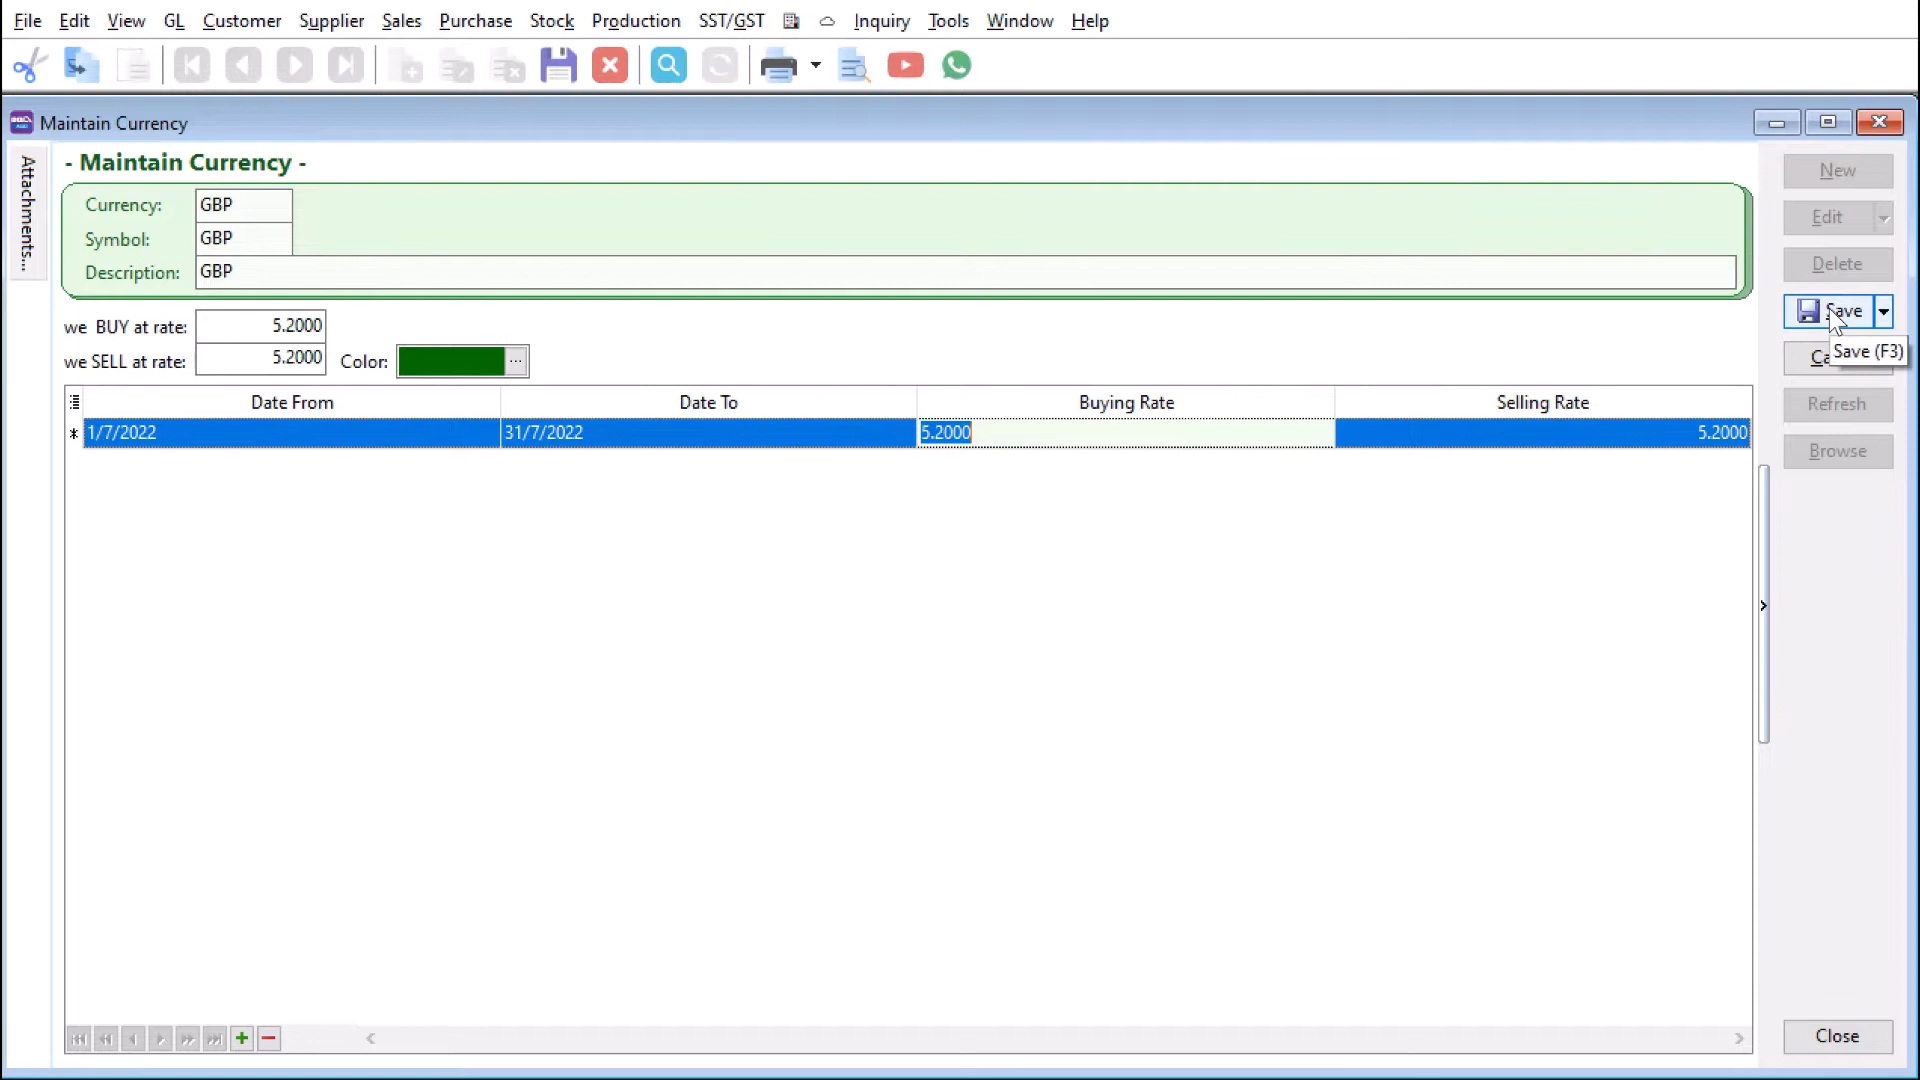 File Edit View GL Customer Supplier Sales Purchase Stock Production SST/GST Inquiry Tools Window Help
Maintain Currency
Attachments...
- Maintain Currency -
Currency: GBP
Symbol: GBP
Description: GBP
we BUY at rate: 5.2000
we SELL at rate: 5.2000 Color: ...
Date From Date To Buying Rate Selling Rate
* 1/7/2022 31/7/2022 5.2000 5.2000
New
Edit
Delete
Save
Save (F3)
Refresh
Browse
Close